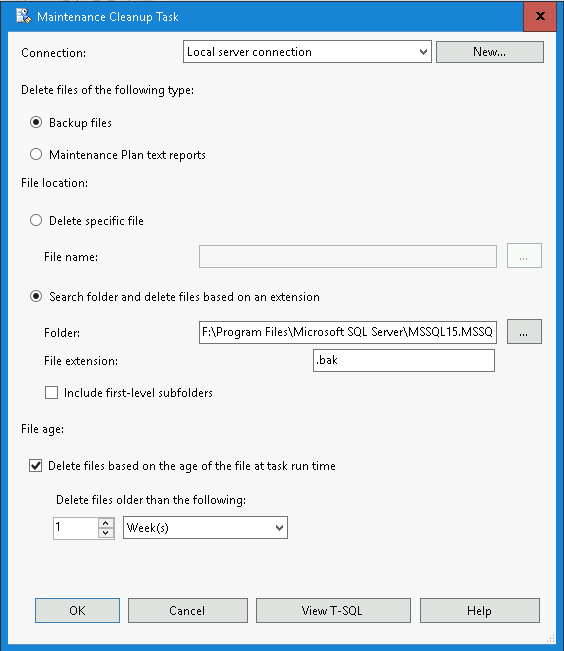 Maintenance Cleanup Task
x
Connection: Local server connection New...
Delete files of the following type:
Backup files
Maintenance Plan text reports
File location:
Delete specific file
File name: ...
Search folder and delete files based on an extension
Folder: F:\Program Files\Microsoft SQL Server\MSSQL15.MSSQ ...
File extension: .bak
Include first-level subfolders
File age:
Delete files based on the age of the file at task run time
Delete files older than the following:
1 Week(s)
OK Cancel View T-SQL Help